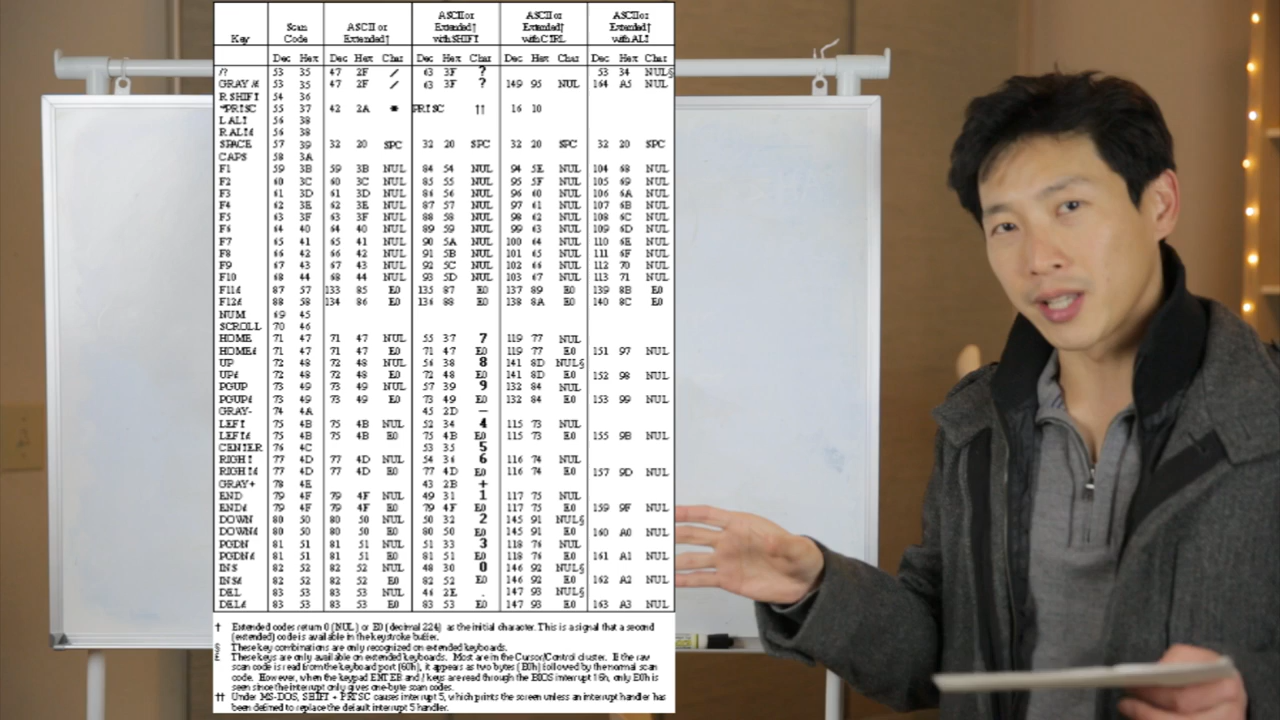 Key Scan Code ASCII or Extended† ASCII or Extended† with SHIFT ASCII or Extended† with CTRL ASCII or Extended† with ALT
Dec Hex Dec Hex Char Dec Hex Char Dec Hex Char Dec Hex Char
/? 53 35 47 2F / 63 3F ? 53 34 NUL§
GRAY /£ 53 35 47 2F / 63 3F ? 149 95 NUL 164 A5 NUL
R SHIFT 54 36
*PRTSC 55 37 42 2A * PRTSC †† 16 10
L ALT 56 38
R ALT£ 56 38
SPACE 57 39 32 20 SPC 32 20 SPC 32 20 SPC 32 20 SPC
CAPS 58 3A
F1 59 3B 59 3B NUL 84 54 NUL 94 5E NUL 104 68 NUL
F2 60 3C 60 3C NUL 85 55 NUL 95 5F NUL 105 69 NUL
F3 61 3D 61 3D NUL 86 56 NUL 96 60 NUL 106 6A NUL
F4 62 3E 62 3E NUL 87 57 NUL 97 61 NUL 107 6B NUL
F5 63 3F 63 3F NUL 88 58 NUL 98 62 NUL 108 6C NUL
F6 64 40 64 40 NUL 89 59 NUL 99 63 NUL 109 6D NUL
F7 65 41 65 41 NUL 90 5A NUL 100 64 NUL 110 6E NUL
F8 66 42 66 42 NUL 91 5B NUL 101 65 NUL 111 6F NUL
F9 67 43 67 43 NUL 92 5C NUL 102 66 NUL 112 70 NUL
F10 68 44 68 44 NUL 93 5D NUL 103 67 NUL 113 71 NUL
F11£ 87 57 133 85 E0 135 87 E0 137 89 E0 139 8B E0
F12£ 88 58 134 86 E0 136 88 E0 138 8A E0 140 8C E0
NUM 69 45
SCROLL 70 46
HOME 71 47 71 47 NUL 55 37 7 119 77 NUL
HOME£ 71 47 71 47 E0 71 47 E0 119 77 E0 151 97 NUL
UP 72 48 72 48 NUL 56 38 8 141 8D NUL§
UP£ 72 48 72 48 E0 72 48 E0 141 8D E0 152 98 NUL
PGUP 73 49 73 49 NUL 57 39 9 132 84 NUL
PGUP£ 73 49 73 49 E0 73 49 E0 132 84 E0 153 99 NUL
GRAY- 74 4A 45 2D –
LEFT 75 4B 75 4B NUL 52 34 4 115 73 NUL
LEFT£ 75 4B 75 4B E0 75 4B E0 115 73 E0 155 9B NUL
CENTER 76 4C 53 35 5
RIGHT 77 4D 77 4D NUL 54 36 6 116 74 NUL
RIGHT£ 77 4D 77 4D E0 77 4D E0 116 74 E0 157 9D NUL
GRAY+ 78 4E 43 2B +
END 79 4F 79 4F NUL 49 31 1 117 75 NUL
END£ 79 4F 79 4F E0 79 4F E0 117 75 E0 159 9F NUL
DOWN 80 50 80 50 NUL 50 32 2 145 91 NUL§
DOWN£ 80 50 80 50 E0 80 50 E0 145 91 E0 160 A0 NUL
PGDN 81 51 81 51 NUL 51 33 3 118 76 NUL
PGDN£ 81 51 81 51 E0 81 51 E0 118 76 E0 161 A1 NUL
INS 82 52 82 52 NUL 48 30 0 146 92 NUL§
INS£ 82 52 82 52 E0 82 52 E0 146 92 E0 162 A2 NUL
DEL 83 53 83 53 NUL 46 2E . 147 93 NUL§
DEL£ 83 53 83 53 E0 83 53 E0 147 93 E0 163 A3 NUL
† Extended codes return 0 (NUL) or E0 (decimal 224) as the initial character. This is a signal that a second
(extended) code is available in the keystroke buffer.
§ These key combinations are only recognized on extended keyboards.
£ These keys are only available on extended keyboards. Most are in the Cursor/Control cluster. If the raw
scan code is read from the keyboard port (60h), it appears as two bytes (E0h) followed by the normal scan
code. However, when the keypad ENTER and / keys are read through the BIOS interrupt 16h, only E0h is
seen since the interrupt only gives one-byte scan codes.
†† Under MS-DOS, SHIFT + PRTSC causes interrupt 5, which prints the screen unless an interrupt handler has
been defined to replace the default interrupt 5 handler.